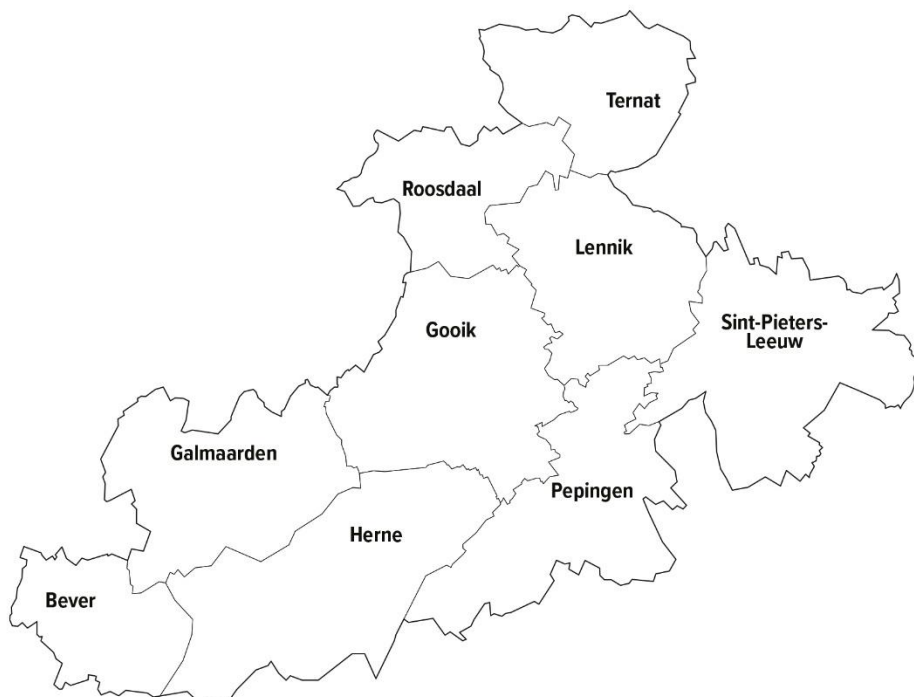 Ternat
Roosdaal
Lennik
Sint-Pieters-
Leeuw
Gooik
Galmaarden
Pepingen
Herne
Bever